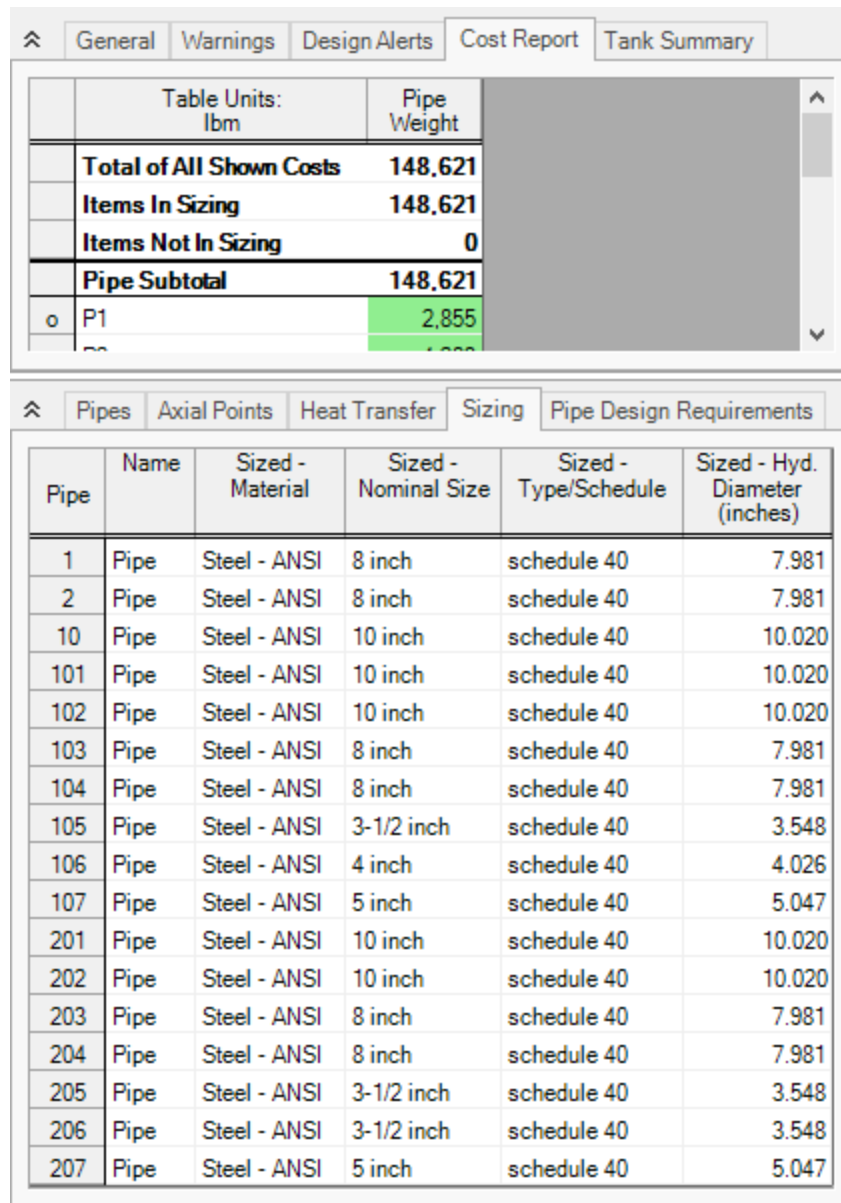 General Warnings Design Alerts Cost Report Tank Summary
Table Units: lbm Pipe Weight
Total of All Shown Costs 148,621
Items In Sizing 148,621
Items Not In Sizing 0
Pipe Subtotal 148,621
o P1 2,855
Pipes Axial Points Heat Transfer Sizing Pipe Design Requirements
Pipe Name Sized - Material Sized - Nominal Size Sized - Type/Schedule Sized - Hyd. Diameter (inches)
1 Pipe Steel - ANSI 8 inch schedule 40 7.981
2 Pipe Steel - ANSI 8 inch schedule 40 7.981
10 Pipe Steel - ANSI 10 inch schedule 40 10.020
101 Pipe Steel - ANSI 10 inch schedule 40 10.020
102 Pipe Steel - ANSI 10 inch schedule 40 10.020
103 Pipe Steel - ANSI 8 inch schedule 40 7.981
104 Pipe Steel - ANSI 8 inch schedule 40 7.981
105 Pipe Steel - ANSI 3-1/2 inch schedule 40 3.548
106 Pipe Steel - ANSI 4 inch schedule 40 4.026
107 Pipe Steel - ANSI 5 inch schedule 40 5.047
201 Pipe Steel - ANSI 10 inch schedule 40 10.020
202 Pipe Steel - ANSI 10 inch schedule 40 10.020
203 Pipe Steel - ANSI 8 inch schedule 40 7.981
204 Pipe Steel - ANSI 8 inch schedule 40 7.981
205 Pipe Steel - ANSI 3-1/2 inch schedule 40 3.548
206 Pipe Steel - ANSI 3-1/2 inch schedule 40 3.548
207 Pipe Steel - ANSI 5 inch schedule 40 5.047